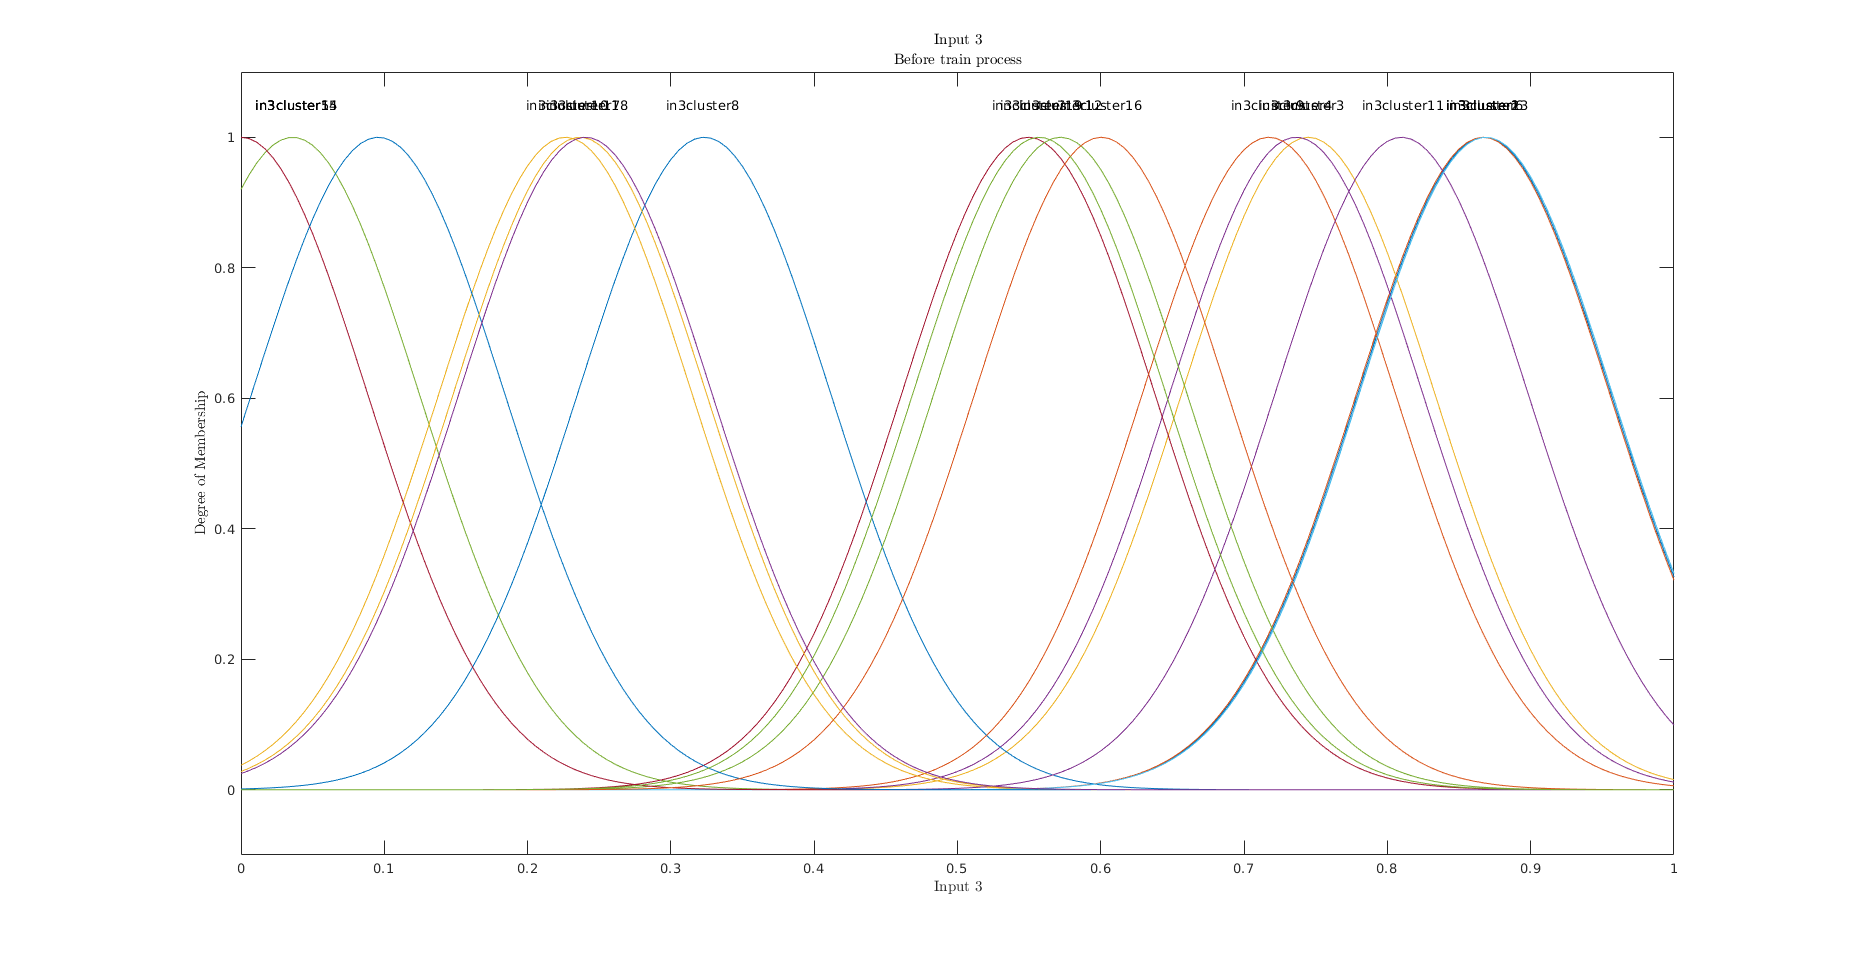 Input 3
Before train process
in3cluster8
in3cluster16
in3cluster3
in3cluster11
1
0.8
0.6
0.4
0.2
0
Degree of Membership
0 0.1 0.2 0.3 0.4 0.5 0.6 0.7 0.8 0.9 1
Input 3